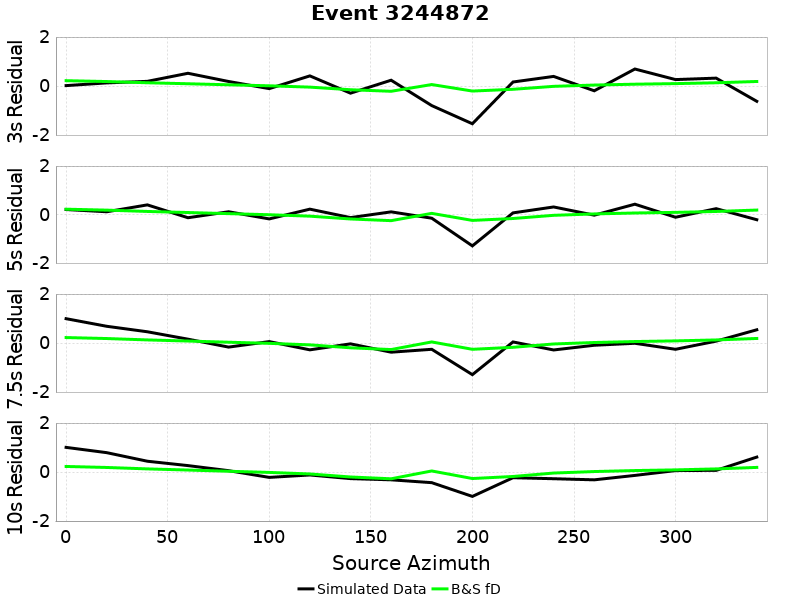 Event 3244872
3s Residual
2
0
-2
5s Residual
2
0
-2
7.5s Residual
2
0
-2
10s Residual
2
0
-2
0 50 100 150 200 250 300
Source Azimuth
Simulated Data B&S fD